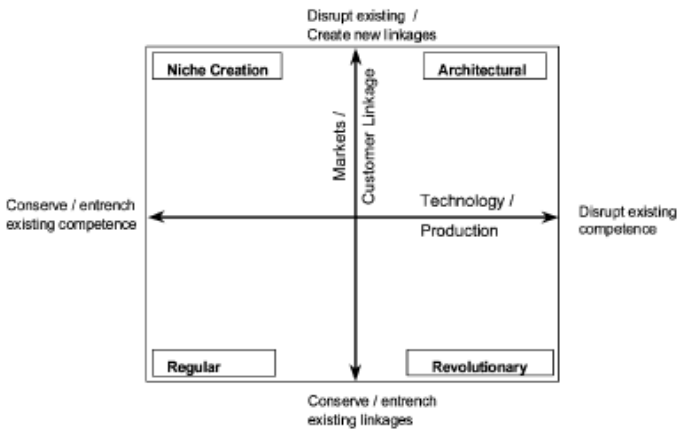 Disrupt existing /
Create new linkages
Niche Creation
Architectural
Markets /
Customer Linkage
Conserve / entrench
existing competence
Technology /
Production
Disrupt existing
competence
Regular
Revolutionary
Conserve / entrench
existing linkages